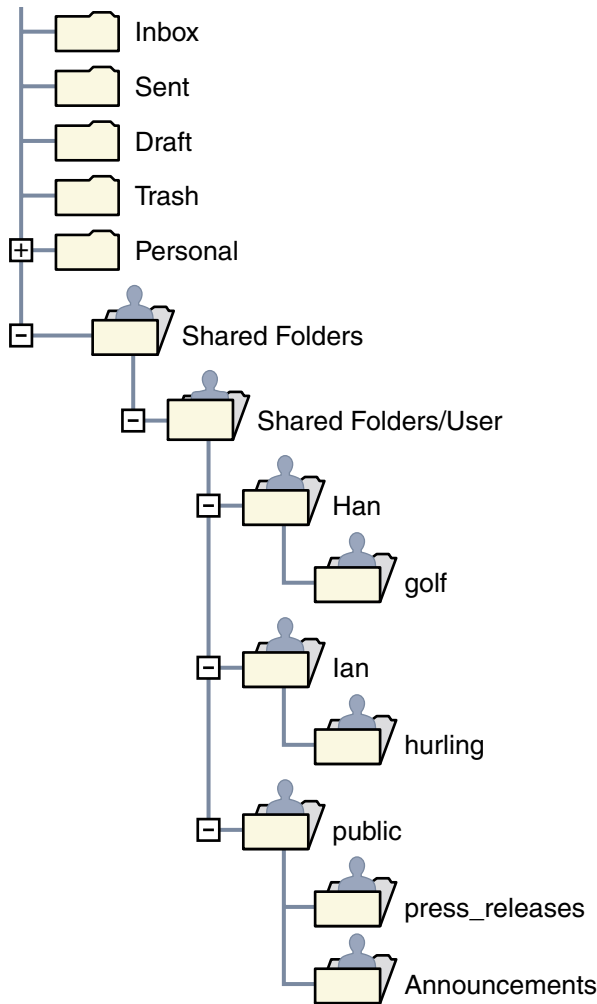 Inbox
Sent
Draft
Trash
Personal
Shared Folders
Shared Folders/User
Han
golf
Ian
hurling
public
press_releases
Announcements